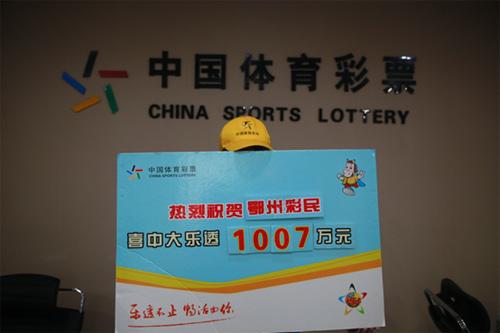 中国体育彩票
CHINA SPORTS LOTTERY
中国体育彩票
CHINA SPORTS LOTTERY
热烈祝贺 鄂州彩民
喜中大乐透 1007 万元
乐透不止 畅活由你